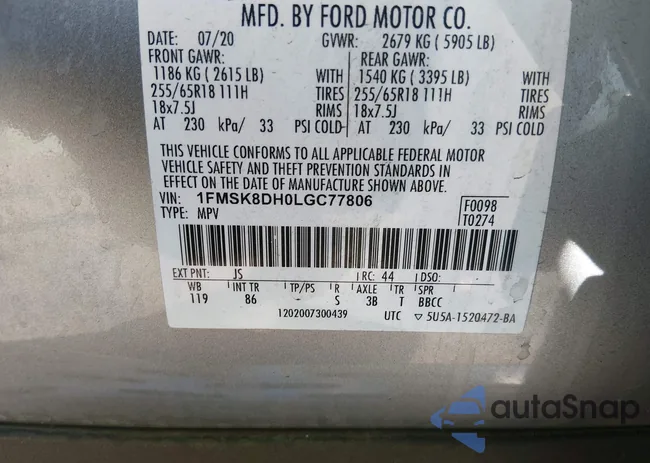 MFD. BY FORD MOTOR CO.
DATE: 07/20 GVWR: 2679 KG ( 5905 LB)
FRONT GAWR: REAR GAWR:
1186 KG ( 2615 LB) WITH 1540 KG ( 3395 LB) WITH
255/65R18 111H TIRES 255/65R18 111H TIRES
18x7.5J RIMS 18x7.5J RIMS
AT 230 kPa/ 33 PSI COLD AT 230 kPa/ 33 PSI COLD
THIS VEHICLE CONFORMS TO ALL APPLICABLE FEDERAL MOTOR
VEHICLE SAFETY AND THEFT PREVENTION STANDARDS IN
EFFECT ON THE DATE OF MANUFACTURE SHOWN ABOVE.
VIN: 1FMSK8DH0LGC77806 F0098
TYPE: MPV T0274
EXT PNT: JS RC: 44 DSO:
WB INT TR TP/PS R AXLE TR SPR
119 86 S 3B T BBCC
1202007300439 UTC ▽ 5U5A-1520472-BA
autoSnap